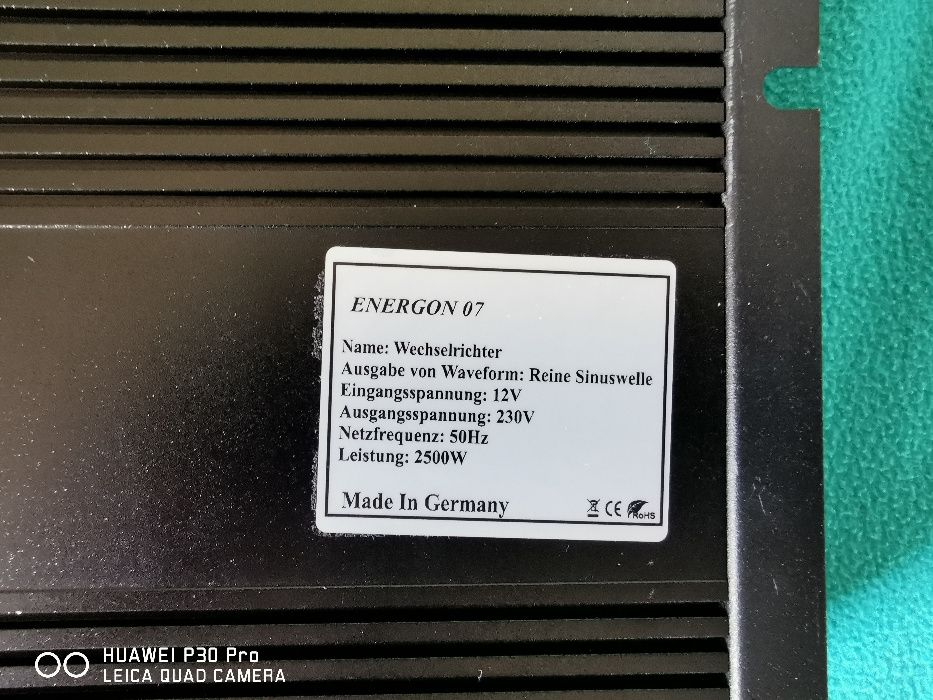 ENERGON 07
Name: Wechselrichter
Ausgabe von Waveform: Reine Sinuswelle
Eingangsspannung: 12V
Ausgangsspannung: 230V
Netzfrequenz: 50Hz
Leistung: 2500W
Made In Germany
CE RoHS
HUAWEI P30 Pro
LEICA QUAD CAMERA